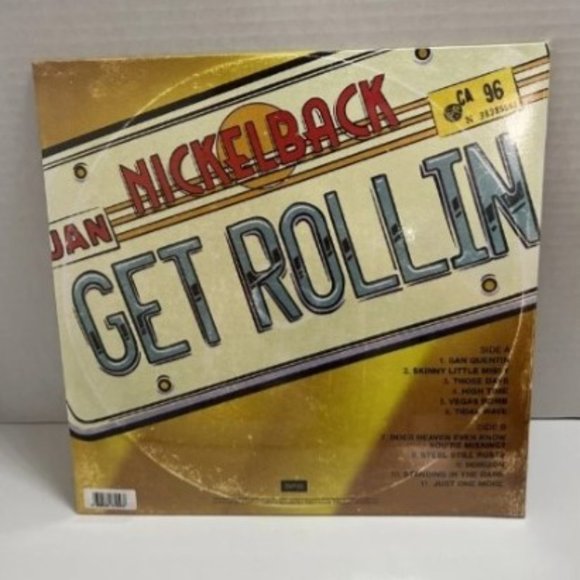 CA 96
NICKELBACK
JAN
GET ROLLIN
SIDE A
1. SAN QUENTIN
2. SKINNY LITTLE MISSY
3. THOSE DAYS
4. HIGH TIME
5. VEGAS BOMB
6. TIDAL WAVE
SIDE B
7. DOES HEAVEN EVEN KNOW
YOU'RE MISSING?
8. STEEL STILL RUSTS
9. HORIZON
10. STANDING IN THE DARK
11. JUST ONE MORE